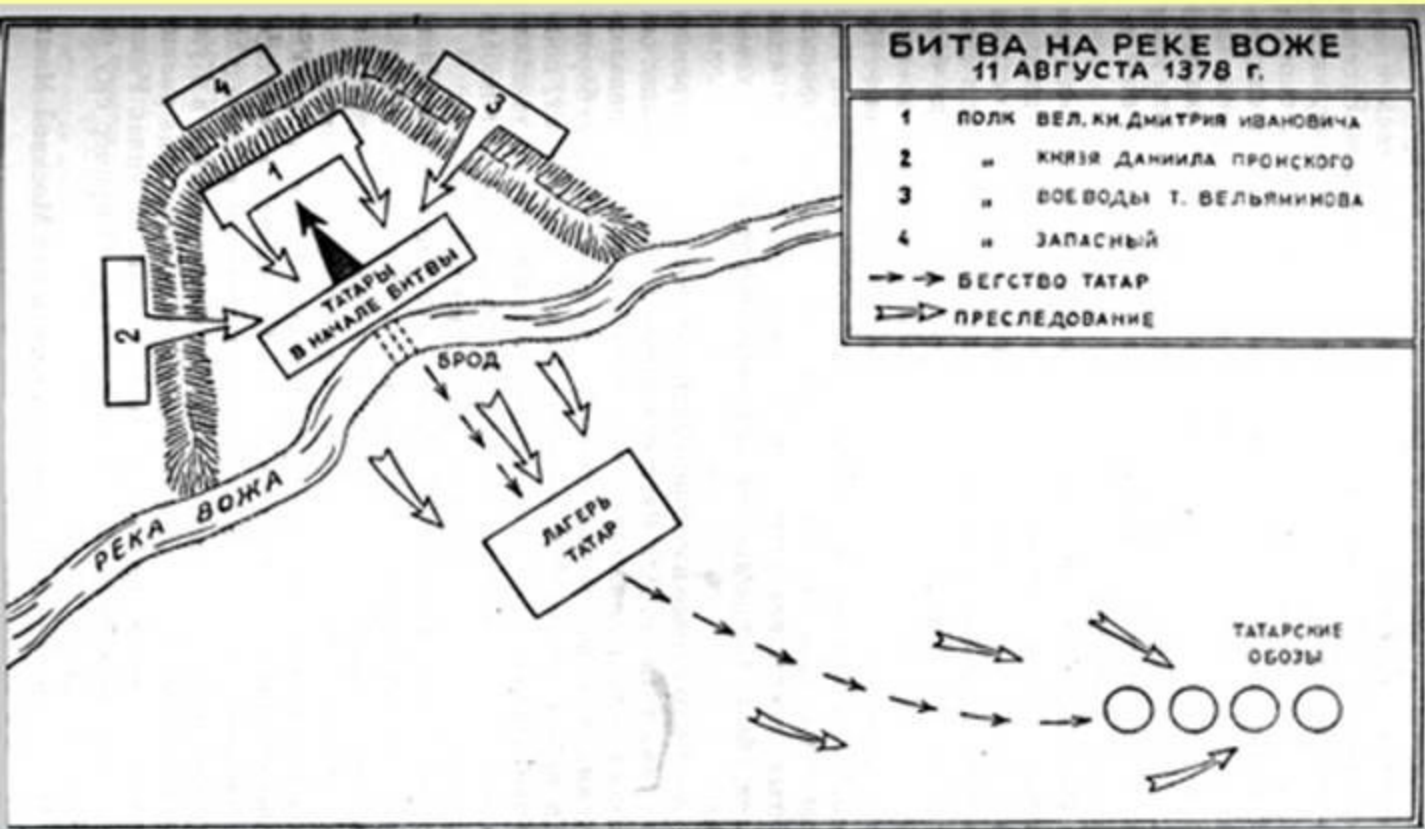 БИТВА НА РЕКЕ ВОЖЕ
11 АВГУСТА 1378 г.
1 ПОЛК ВЕЛ. КН. ДМИТРИЯ ИВАНОВИЧА
2 „ КНЯЗЯ ДАНИИЛА ПРОНСКОГО
3 „ ВОЕВОДЫ Т. ВЕЛЬЯМИНОВА
4 „ ЗАПАСНЫЙ
БЕГСТВО ТАТАР
ПРЕСЛЕДОВАНИЕ
4
3
1
2
ТАТАРЫ
В НАЧАЛЕ БИТВЫ
БРОД
РЕКА ВОЖА
ЛАГЕРЬ
ТАТАР
ТАТАРСКИЕ
ОБОЗЫ